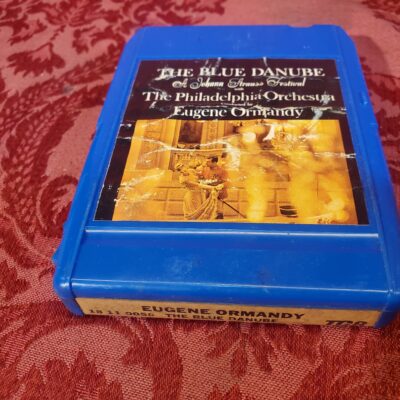 THE BLUE DANUBE
A Johann Strauss Festival
The Philadelphia Orchestra
Eugene Ormandy
EUGENE ORMANDY
THE BLUE DANUBE